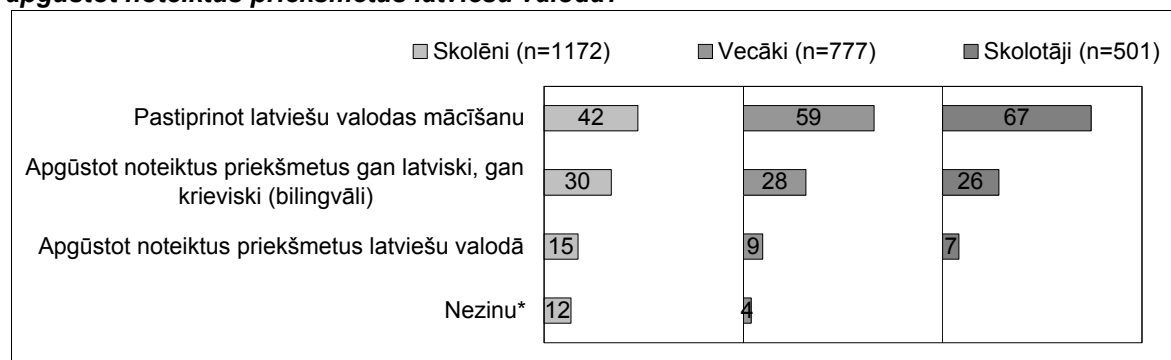 apgūstot noteiktus priekšmetus latviešu valodā?
Skolēni (n=1172) Vecāki (n=777) Skolotāji (n=501)
Pastiprinot latviešu valodas mācīšanu 42 59 67
Apgūstot noteiktus priekšmetus gan latviski, gan
krieviski (bilingvāli) 30 28 26
Apgūstot noteiktus priekšmetus latviešu valodā 15 9 7
Nezinu* 12 4